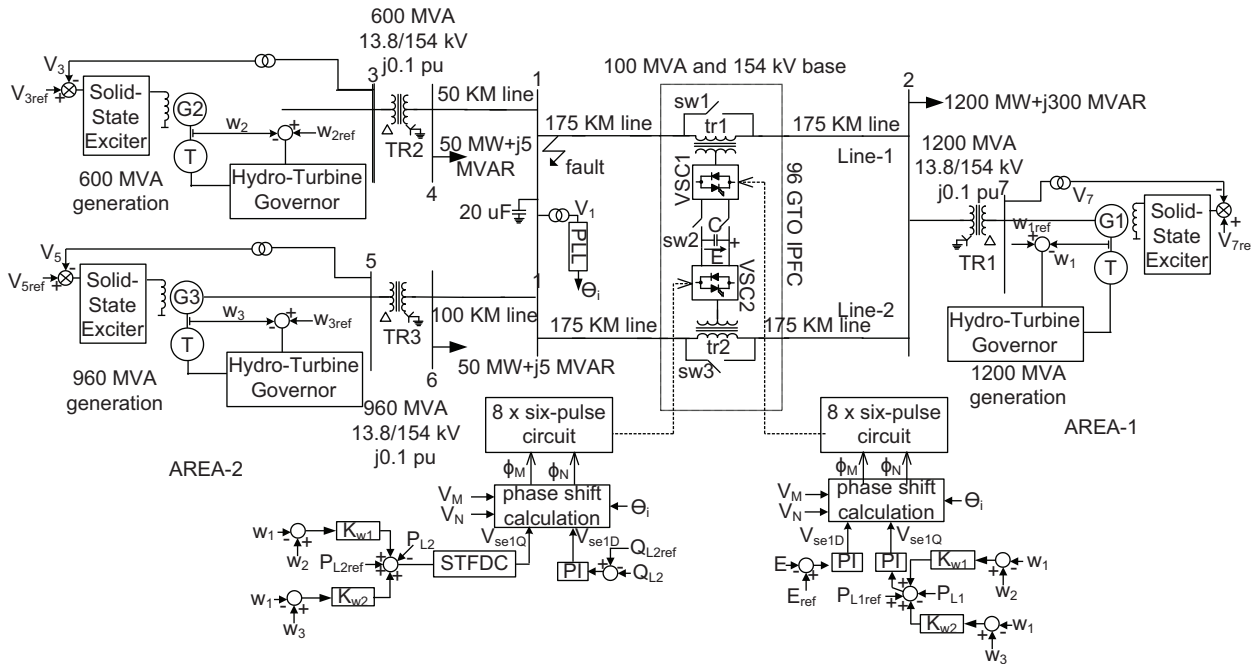 600 MVA
13.8/154 kV
j0.1 pu
V3
V3ref
+
-
Solid-
State
Exciter
G2
T
w2
w2ref
+
-
Hydro-Turbine
Governor
600 MVA
generation
3
TR2
4
50 KM line
50 MW+j5
MVAR
1
175 KM line
fault
20 uF
V1
PLL
Θi
100 MVA and 154 kV base
sw1
tr1
VSC1
sw2
C
+
E
VSC2
tr2
sw3
96 GTO IPFC
175 KM line
Line-1
2
1200 MW+j300 MVAR
1200 MVA
13.8/154 kV
j0.1 pu
7
V7
TR1
w1ref
+
-
w1
G1
T
Solid-
State
Exciter
-
+
V7re
Hydro-Turbine
Governor
1200 MVA
generation
AREA-1
V5
V5ref
+
-
Solid-
State
Exciter
G3
T
w3
w3ref
+
-
Hydro-Turbine
Governor
960 MVA
generation
5
TR3
6
100 KM line
50 MW+j5 MVAR
1
175 KM line
175 KM line
Line-2
960 MVA
13.8/154 kV
j0.1 pu
AREA-2
8 x six-pulse
circuit
ϕM
ϕN
VM
VN
phase shift
calculation
Θi
Vse1Q
Vse1D
w1
-
+
w2
Kw1
PL2ref
PL2
-
+
+
+
STFDC
w1
-
+
w3
Kw2
PI
QL2ref
+
-
QL2
8 x six-pulse
circuit
ϕM
ϕN
VM
VN
phase shift
calculation
Θi
Vse1D
Vse1Q
E
-
+
Eref
PI
PI
PL1ref
PL1
+
-
+
+
Kw1
w1
-
+
w2
Kw2
w1
-
+
w3